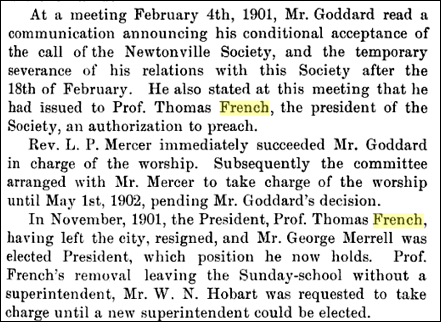 At a meeting February 4th, 1901, Mr. Goddard read a
communication announcing his conditional acceptance of
the call of the Newtonville Society, and the temporary
severance of his relations with this Society after the
18th of February. He also stated at this meeting that he
had issued to Prof. Thomas French, the president of the
Society, an authorization to preach.
Rev. L. P. Mercer immediately succeeded Mr. Goddard
in charge of the worship. Subsequently the committee
arranged with Mr. Mercer to take charge of the worship
until May 1st, 1902, pending Mr. Goddard's decision.
In November, 1901, the President, Prof. Thomas French,
having left the city, resigned, and Mr. George Merrell was
elected President, which position he now holds. Prof.
French's removal leaving the Sunday-school without a
superintendent, Mr. W. N. Hobart was requested to take
charge until a new superintendent could be elected.